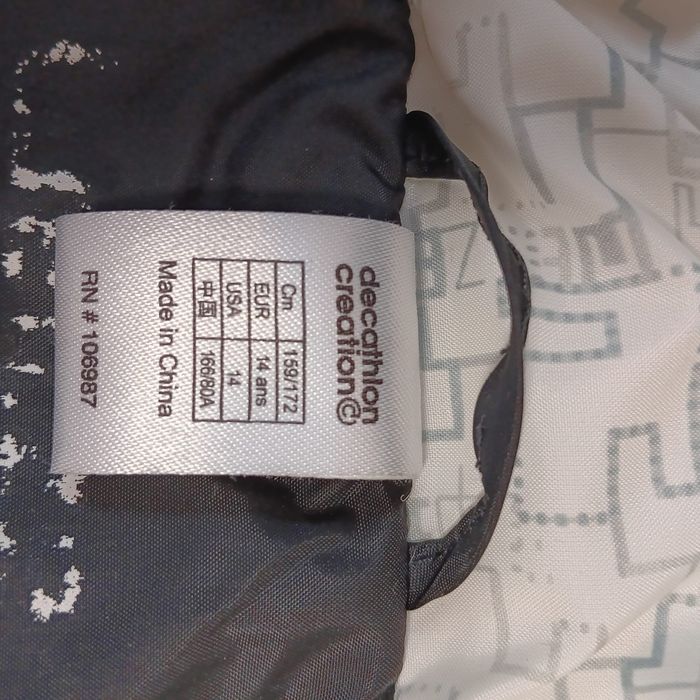 decathlon
creation©
Cm 159/172
EUR 14 ans
USA 14
中国 166/80A
Made in China
RN # 106987